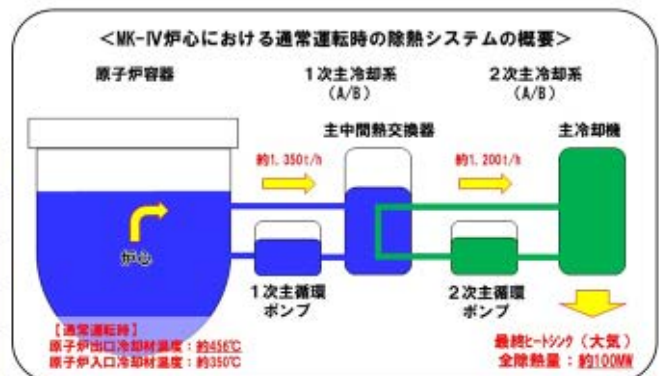 ＜MK-Ⅳ炉心における通常運転時の除熱システムの概要＞
原子炉容器
１次主冷却系
(A/B)
２次主冷却系
(A/B)
主中間熱交換器
主冷却機
約1,350t/h
約1,200t/h
炉心
１次主循環
ポンプ
２次主循環
ポンプ
【通常運転時】
原子炉出口冷却材温度：約456℃
原子炉入口冷却材温度：約350℃
最終ヒートシンク（大気）
全除熱量：約100MW